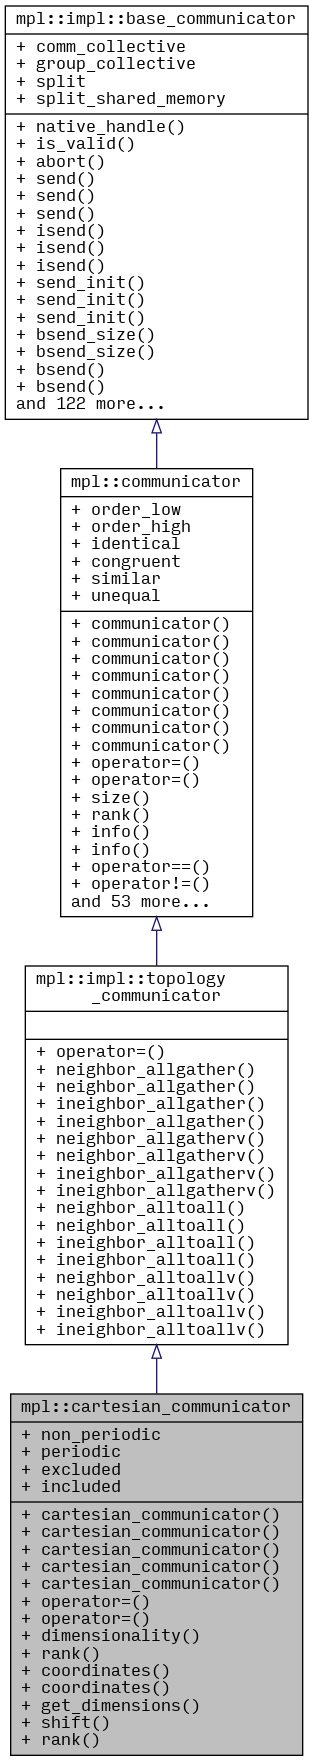 mpl::impl::base_communicator
+ comm_collective
+ group_collective
+ split
+ split_shared_memory
+ native_handle()
+ is_valid()
+ abort()
+ send()
+ send()
+ send()
+ isend()
+ isend()
+ isend()
+ send_init()
+ send_init()
+ send_init()
+ bsend_size()
+ bsend_size()
+ bsend()
+ bsend()
and 122 more...
mpl::communicator
+ order_low
+ order_high
+ identical
+ congruent
+ similar
+ unequal
+ communicator()
+ communicator()
+ communicator()
+ communicator()
+ communicator()
+ communicator()
+ communicator()
+ communicator()
+ operator=()
+ operator=()
+ size()
+ rank()
+ info()
+ info()
+ operator==()
+ operator!=()
and 53 more...
mpl::impl::topology
_communicator
+ operator=()
+ neighbor_allgather()
+ neighbor_allgather()
+ ineighbor_allgather()
+ ineighbor_allgather()
+ neighbor_allgatherv()
+ neighbor_allgatherv()
+ ineighbor_allgatherv()
+ ineighbor_allgatherv()
+ neighbor_alltoall()
+ neighbor_alltoall()
+ ineighbor_alltoall()
+ ineighbor_alltoall()
+ neighbor_alltoallv()
+ neighbor_alltoallv()
+ ineighbor_alltoallv()
+ ineighbor_alltoallv()
mpl::cartesian_communicator
+ non_periodic
+ periodic
+ excluded
+ included
+ cartesian_communicator()
+ cartesian_communicator()
+ cartesian_communicator()
+ cartesian_communicator()
+ cartesian_communicator()
+ operator=()
+ operator=()
+ dimensionality()
+ rank()
+ coordinates()
+ coordinates()
+ get_dimensions()
+ shift()
+ rank()